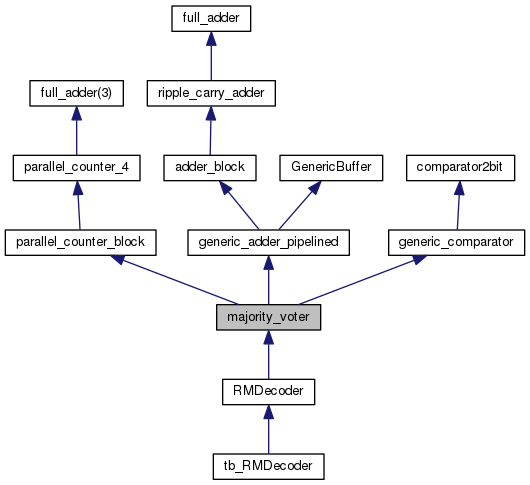 full_adder
full_adder(3)
ripple_carry_adder
parallel_counter_4
adder_block
GenericBuffer
comparator2bit
parallel_counter_block
generic_adder_pipelined
generic_comparator
majority_voter
RMDecoder
tb_RMDecoder